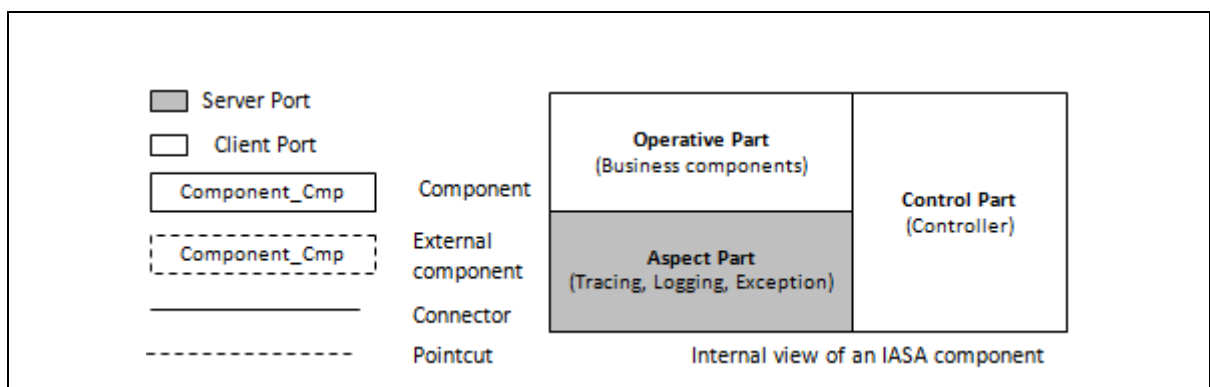 Server Port
Client Port
Component_Cmp
Component
Component_Cmp
External
component
Connector
Pointcut
Operative Part
(Business components)
Aspect Part
(Tracing, Logging, Exception)
Control Part
(Controller)
Internal view of an IASA component